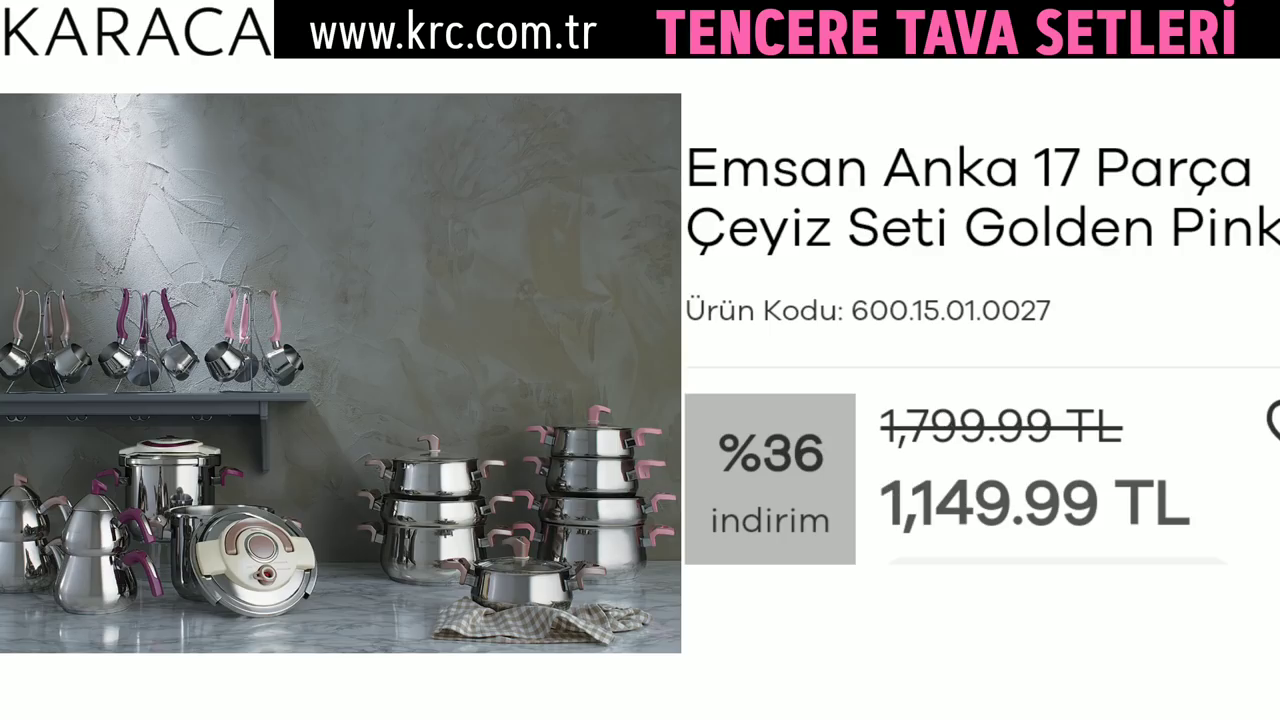 KARACA
www.krc.com.tr
TENCERE TAVA SETLERİ
Emsan Anka 17 Parça
Çeyiz Seti Golden Pink
Ürün Kodu: 600.15.01.0027
%36
indirim
1,799.99 TL
1,149.99 TL